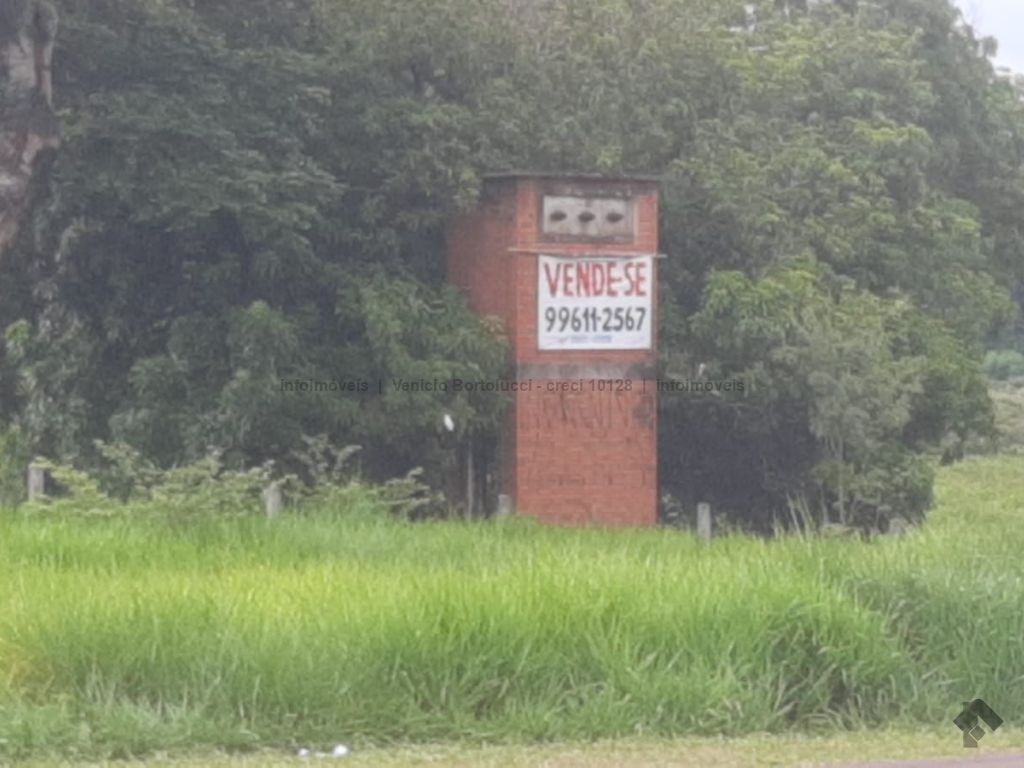 VENDE-SE
99611-2567
infoimóveis | Venicio Bortolucci - creci 10128 | infoimóveis